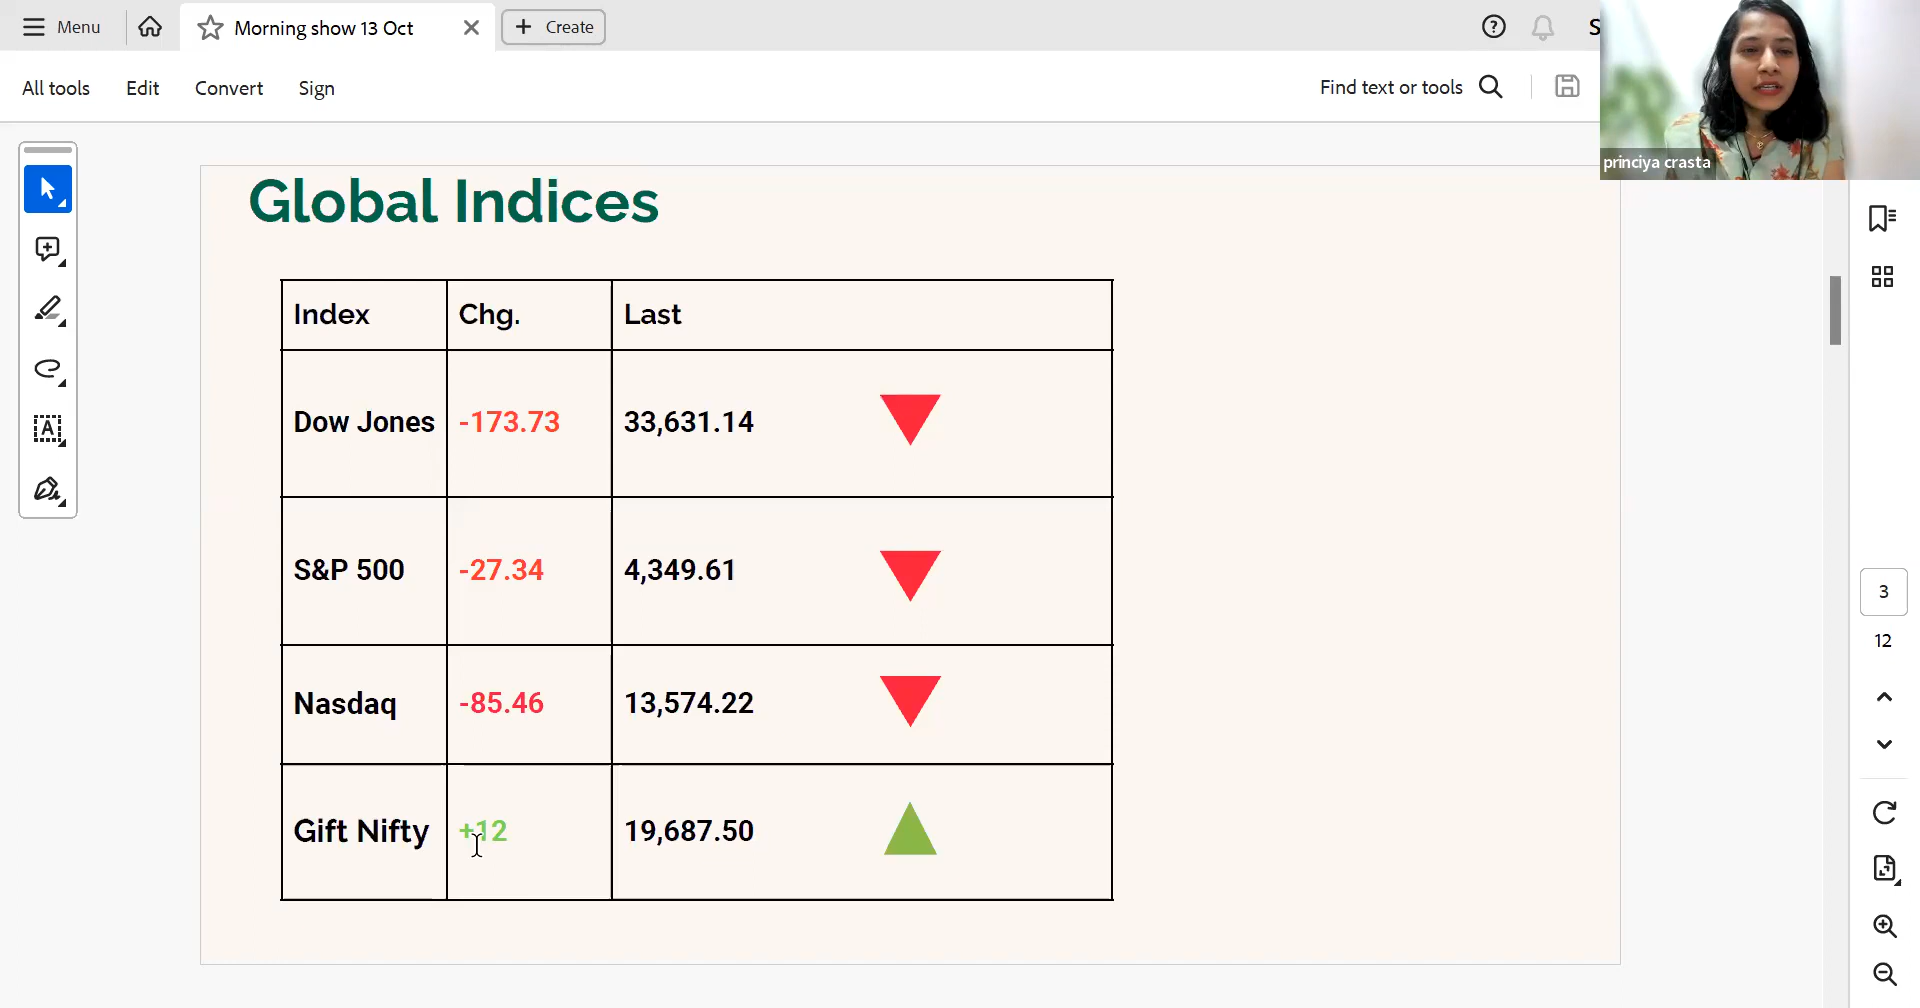 Menu
Morning show 13 Oct
Create
S
All tools
Edit
Convert
Sign
Find text or tools
princiya crasta
Global Indices
Index Chg. Last
Dow Jones -173.73 33,631.14
S&P 500 -27.34 4,349.61
Nasdaq -85.46 13,574.22
Gift Nifty +12 19,687.50
3
12